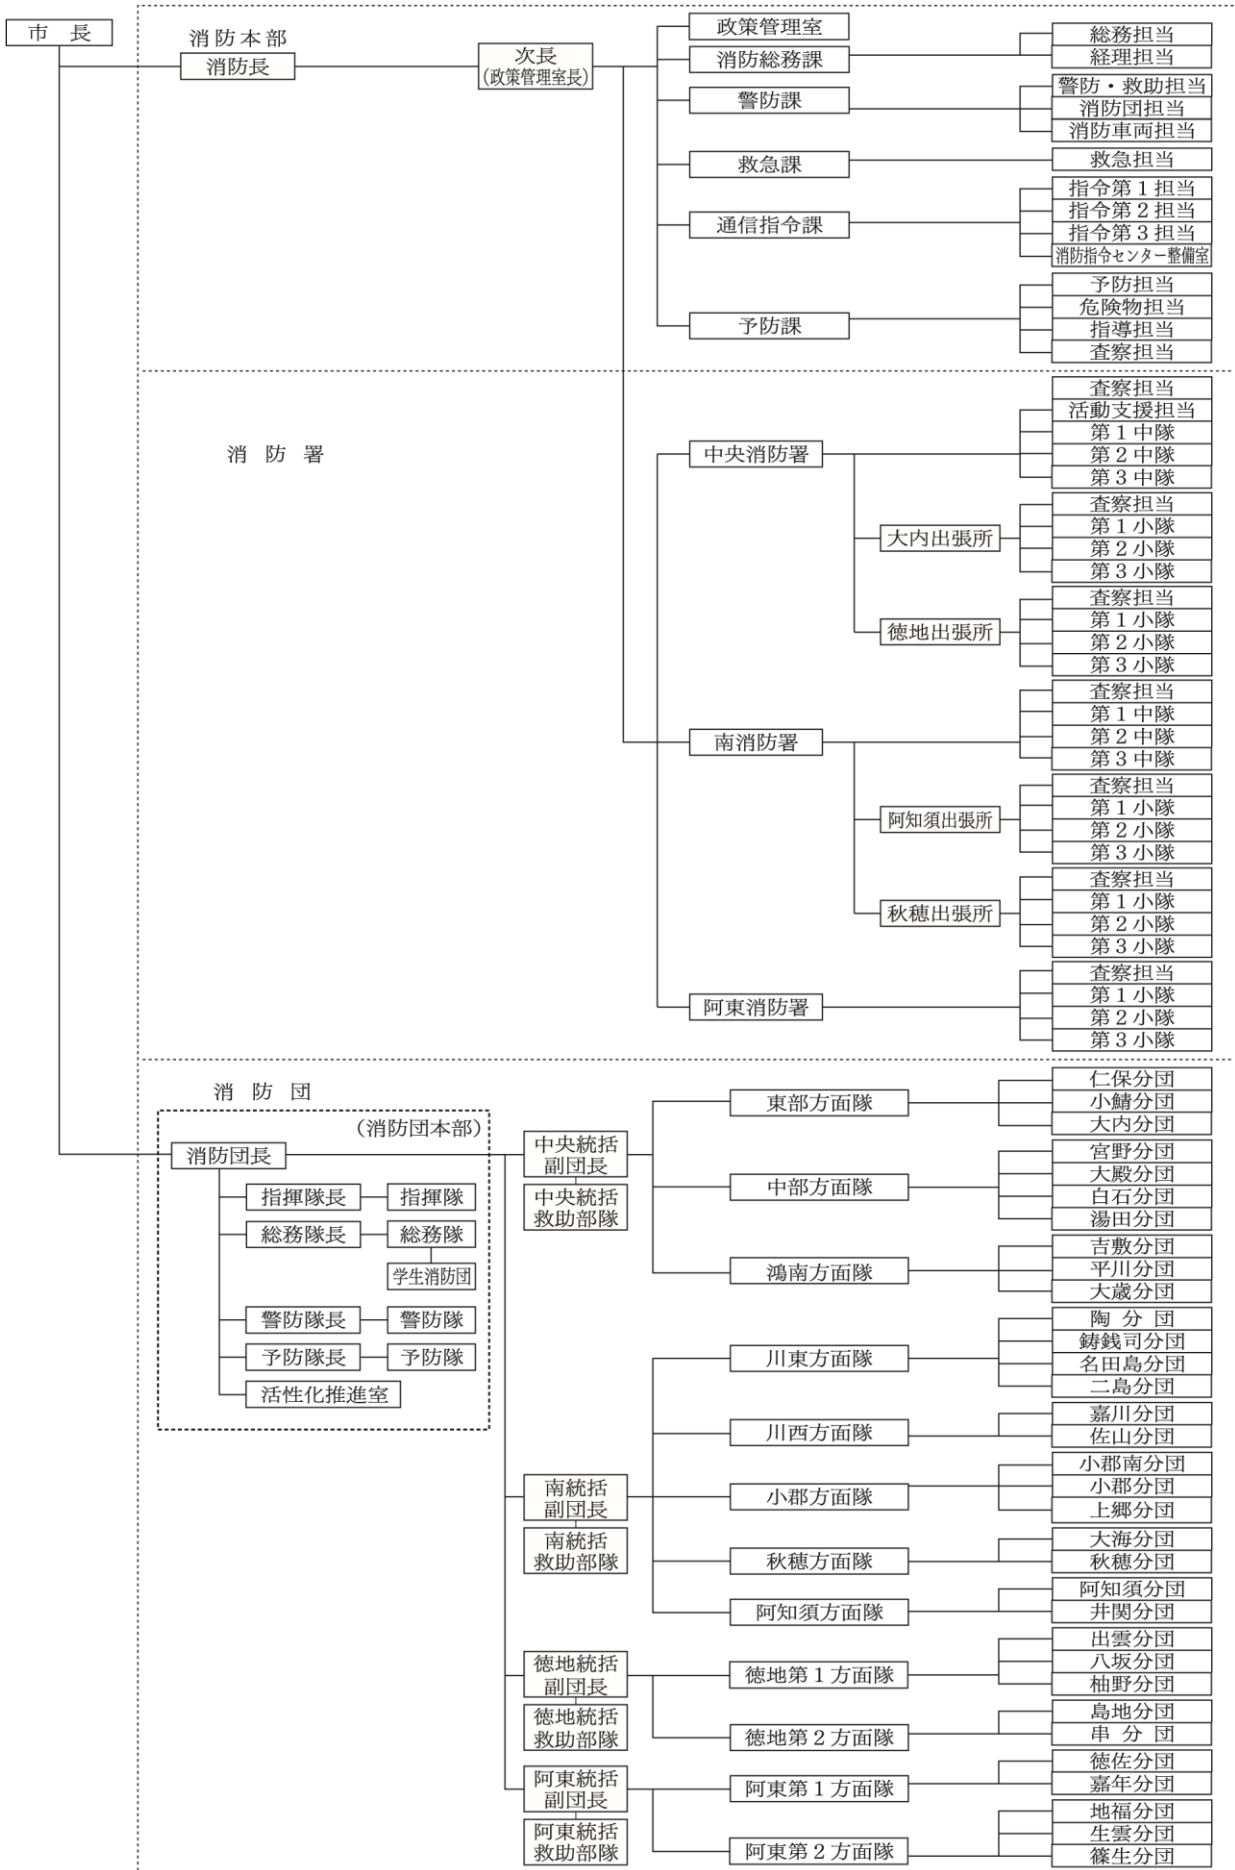 市　長
消防本部
消防長
次長
(政策管理室長)
政策管理室
消防総務課
総務担当
経理担当
警防課
警防・救助担当
消防団担当
消防車両担当
救急課
救急担当
通信指令課
指令第１担当
指令第２担当
指令第３担当
消防指令センター整備室
予防課
予防担当
危険物担当
指導担当
査察担当
消　防　署
中央消防署
査察担当
活動支援担当
第１中隊
第２中隊
第３中隊
大内出張所
査察担当
第１小隊
第２小隊
第３小隊
徳地出張所
査察担当
第１小隊
第２小隊
第３小隊
南消防署
査察担当
第１中隊
第２中隊
第３中隊
阿知須出張所
査察担当
第１小隊
第２小隊
第３小隊
秋穂出張所
査察担当
第１小隊
第２小隊
第３小隊
阿東消防署
査察担当
第１小隊
第２小隊
第３小隊
消　防　団
(消防団本部)
消防団長
指揮隊長
指揮隊
総務隊長
総務隊
学生消防団
警防隊長
警防隊
予防隊長
予防隊
活性化推進室
中央統括
副団長
中央統括
救助部隊
東部方面隊
仁保分団
小鯖分団
大内分団
中部方面隊
宮野分団
大殿分団
白石分団
湯田分団
鴻南方面隊
吉敷分団
平川分団
大歳分団
南統括
副団長
南統括
救助部隊
川東方面隊
陶　分　団
鋳銭司分団
名田島分団
二島分団
川西方面隊
嘉川分団
佐山分団
小郡方面隊
小郡南分団
小郡分団
上郷分団
秋穂方面隊
大海分団
秋穂分団
阿知須方面隊
阿知須分団
井関分団
徳地統括
副団長
徳地統括
救助部隊
徳地第１方面隊
出雲分団
八坂分団
柚野分団
徳地第２方面隊
島地分団
串　分　団
阿東統括
副団長
阿東統括
救助部隊
阿東第１方面隊
徳佐分団
嘉年分団
阿東第２方面隊
地福分団
生雲分団
篠生分団